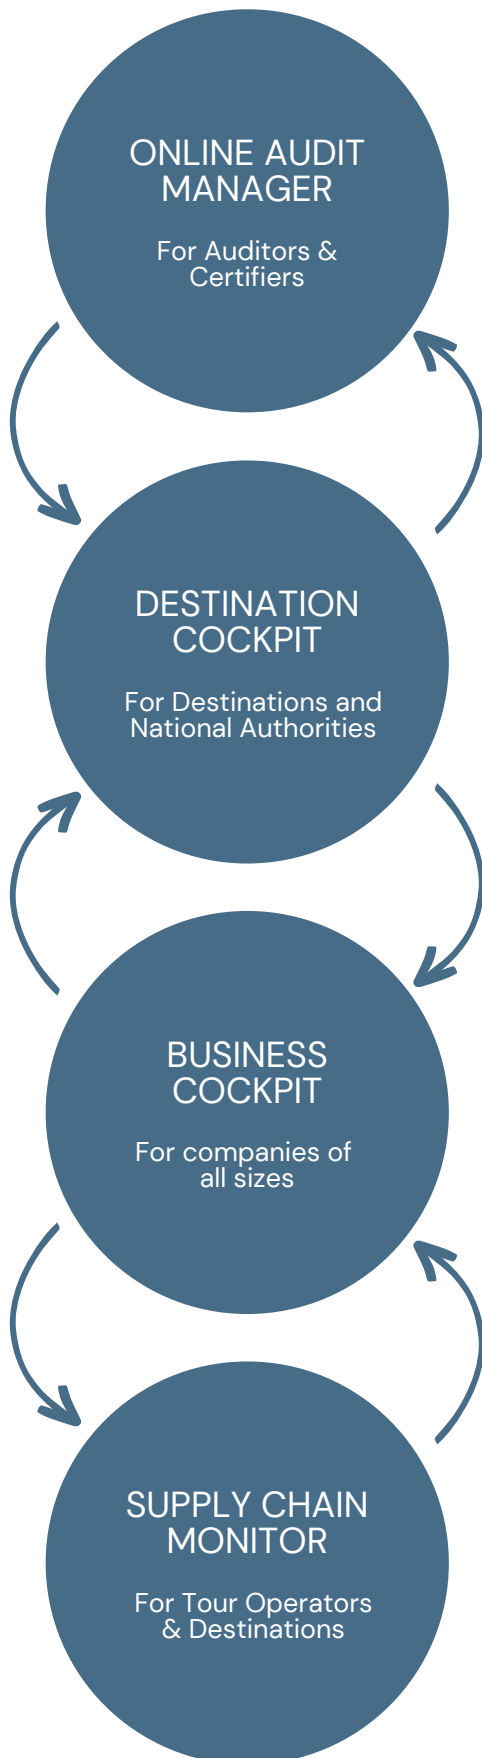 ONLINE AUDIT
MANAGER
For Auditors &
Certifiers
DESTINATION
COCKPIT
For Destinations and
National Authorities
BUSINESS
COCKPIT
For companies of
all sizes
SUPPLY CHAIN
MONITOR
For Tour Operators
& Destinations